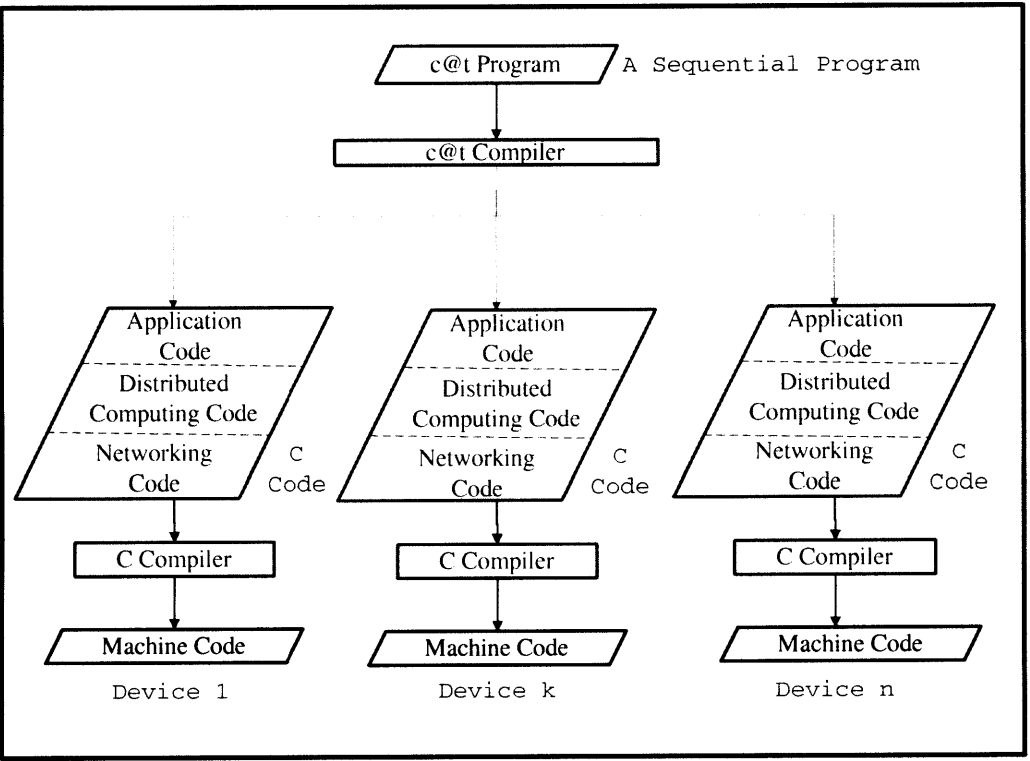 c@t Program
A Sequential Program
c@t Compiler
Application
Code
Distributed
Computing Code
Networking
Code
C
Code
Application
Code
Distributed
Computing Code
Networking
Code
C
Code
Application
Code
Distributed
Computing Code
Networking
Code
C
Code
C Compiler
C Compiler
C Compiler
Machine Code
Machine Code
Machine Code
Device 1
Device k
Device n